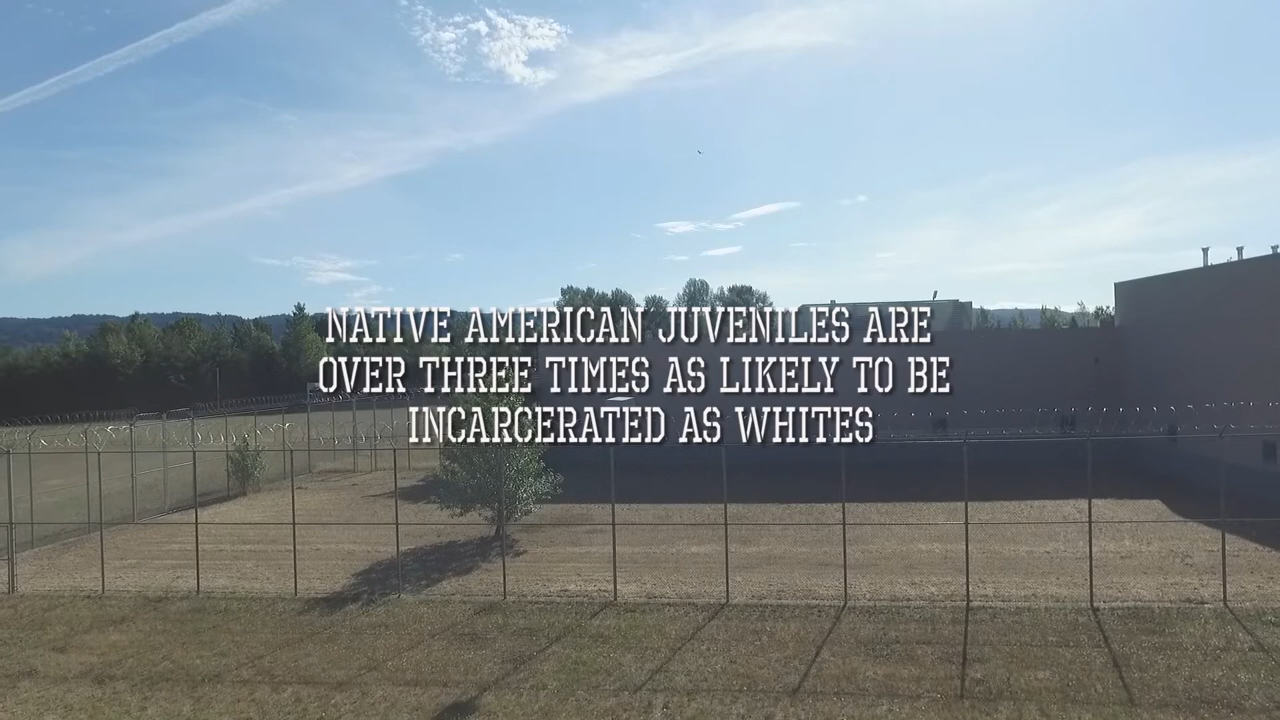 NATIVE AMERICAN JUVENILES ARE
OVER THREE TIMES AS LIKELY TO BE
INCARCERATED AS WHITES